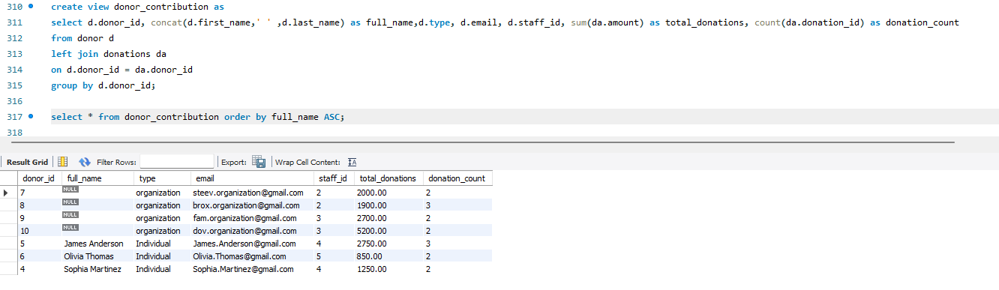 310 create view donor_contribution as
311 select d.donor_id, concat(d.first_name,' ' ,d.last_name) as full_name,d.type, d.email, d.staff_id, sum(da.amount) as total_donations, count(da.donation_id) as donation_count
312 from donor d
313 left join donations da
314 on d.donor_id = da.donor_id
315 group by d.donor_id;
316
317 select * from donor_contribution order by full_name ASC;
318
Result Grid Filter Rows: Export: Wrap Cell Content: IA
donor_id full_name type email staff_id total_donations donation_count
7 NULL organization steev.organization@gmail.com 2 2000.00 2
8 NULL organization brox.organization@gmail.com 2 1900.00 3
9 NULL organization fam.organization@gmail.com 3 2700.00 2
10 NULL organization dov.organization@gmail.com 3 5200.00 2
5 James Anderson Individual James.Anderson@gmail.com 4 2750.00 3
6 Olivia Thomas Individual Olivia.Thomas@gmail.com 5 850.00 2
4 Sophia Martinez Individual Sophia.Martinez@gmail.com 4 1250.00 2